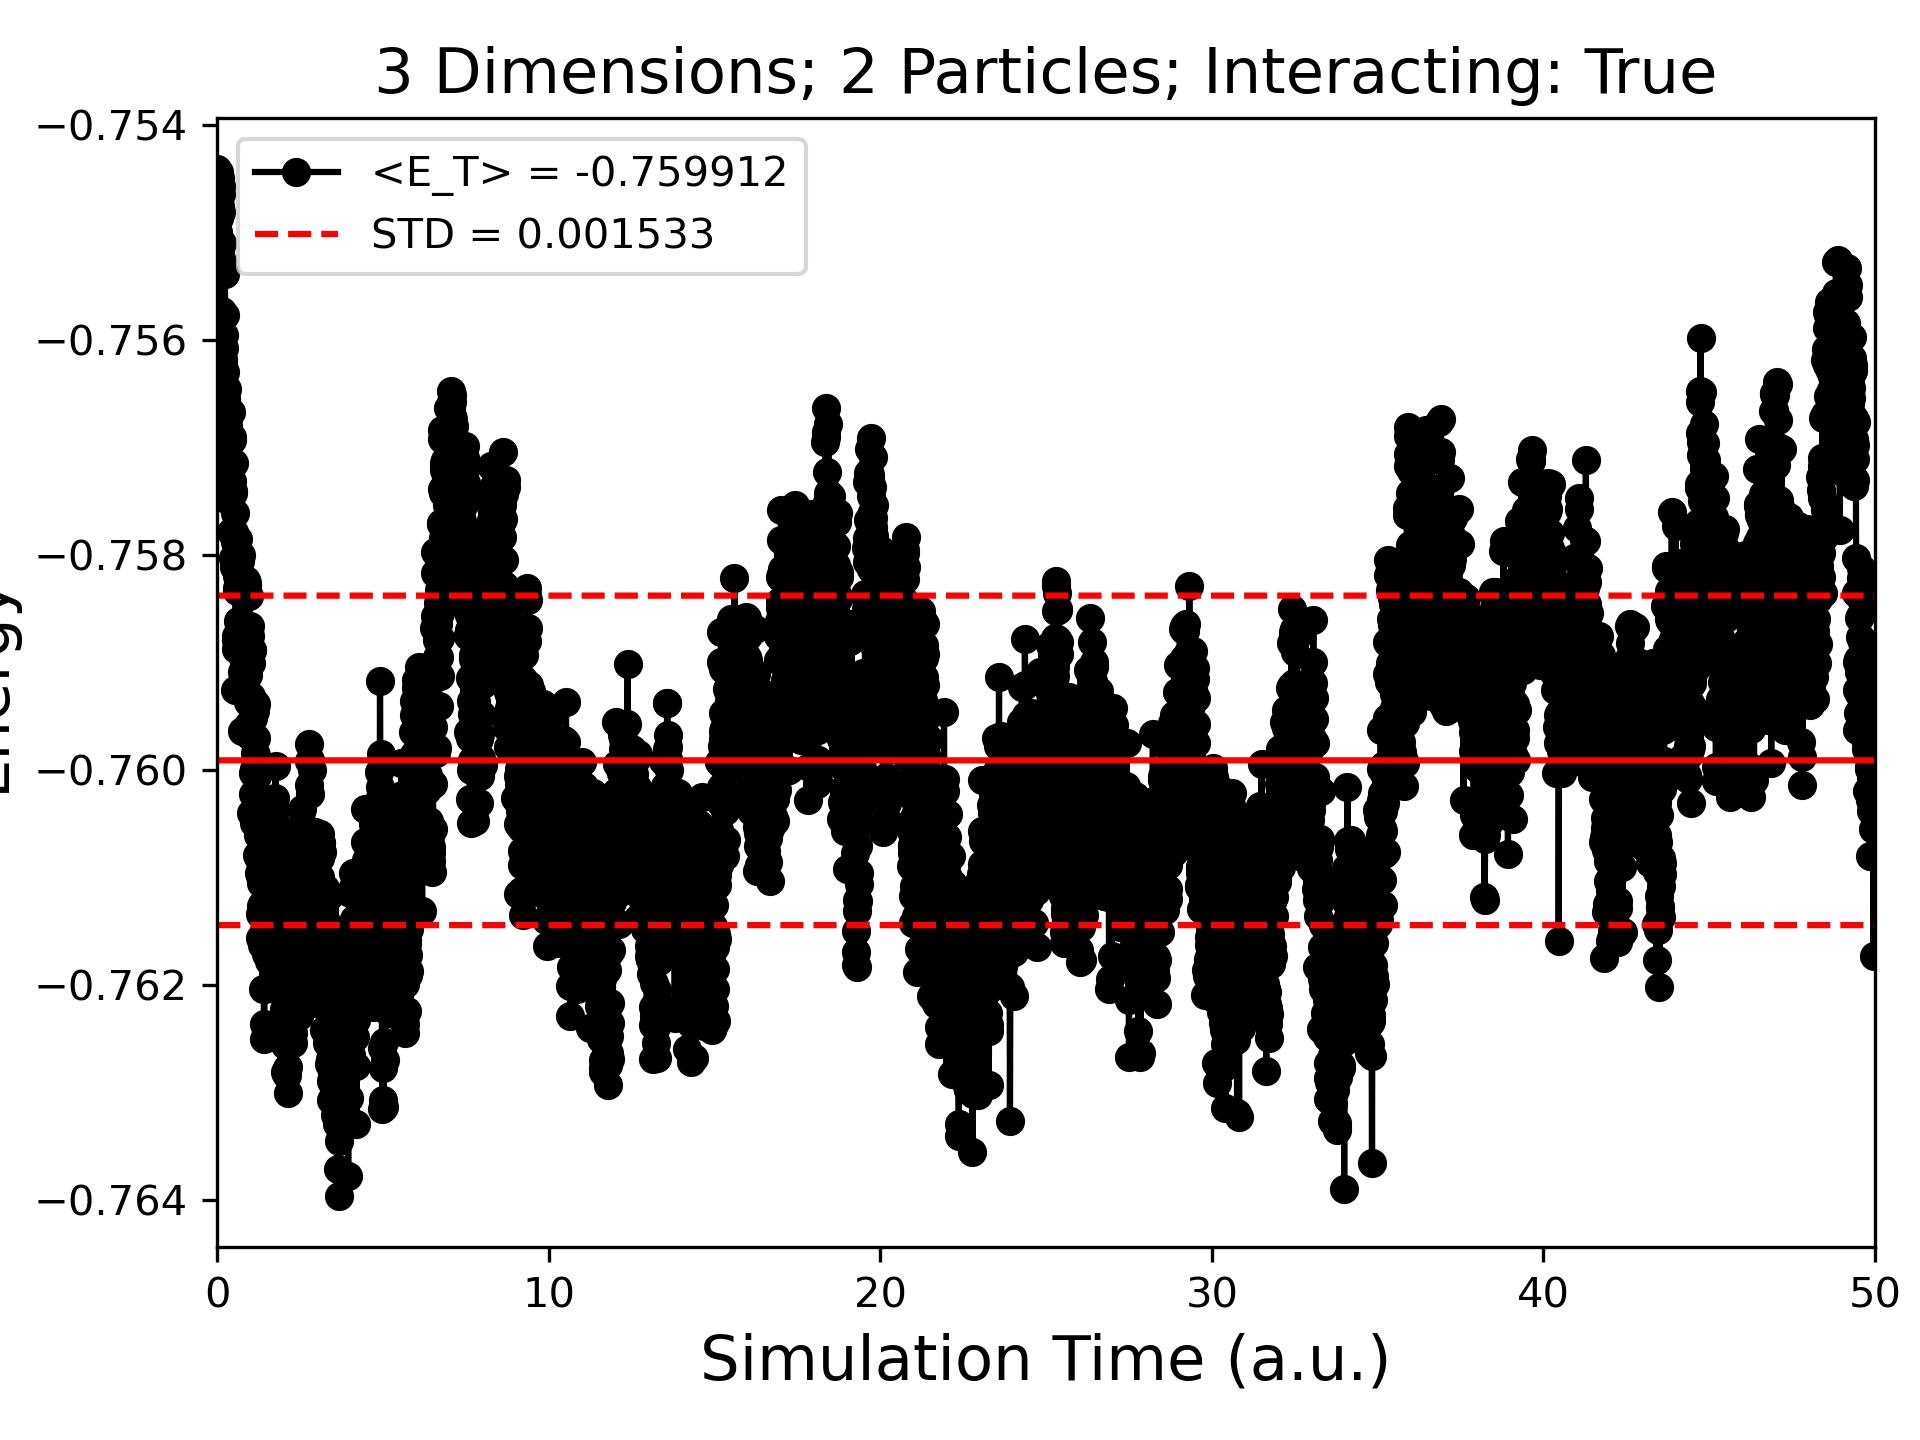 3 Dimensions; 2 Particles; Interacting: True
−0.754
−0.756
−0.758
−0.760
−0.762
−0.764
<E_T> = -0.759912
STD = 0.001533
Energy
0 10 20 30 40 50
Simulation Time (a.u.)